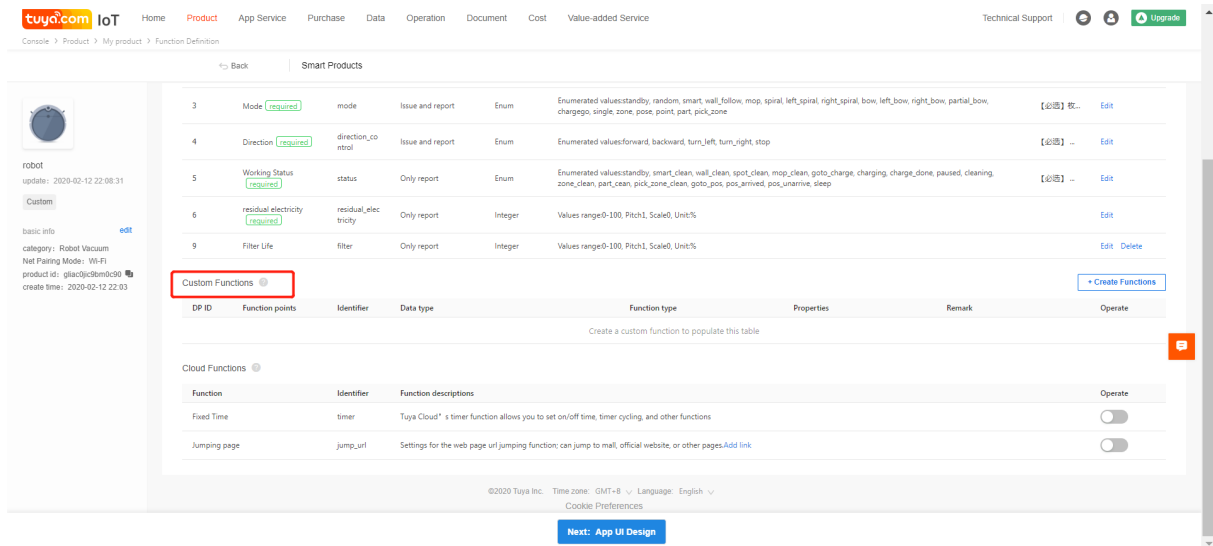 tuya.com IoT Home Product App Service Purchase Data Operation Document Cost Value-added Service Technical Support Upgrade
Console > Product > My product > Function Definition
Back Smart Products
robot
update: 2020-02-12 22:08:31
Custom
basic info edit
category: Robot Vacuum
Net Pairing Mode: Wi-Fi
product id: gliac0jic9bm0c90
create time: 2020-02-12 22:03
3 Mode required mode Issue and report Enum Enumerated values:standby, random, smart, wall_follow, mop, spiral, left_spiral, right_spiral, bow, left_bow, right_bow, partial_bow, 【必选】枚... Edit
chargego, single, zone, pose, point, part, pick_zone
4 Direction required direction_co Issue and report Enum Enumerated values:forward, backward, turn_left, turn_right, stop 【必选】 ... Edit
ntrol
5 Working Status status Only report Enum Enumerated values:standby, smart_clean, wall_clean, spot_clean, mop_clean, goto_charge, charging, charge_done, paused, cleaning, 【必选】 ... Edit
required zone_clean, part_cean, pick_zone_clean, goto_pos, pos_arrived, pos_unarrive, sleep
6 residual electricity residual_elec Only report Integer Values range:0-100, Pitch1, Scale0, Unit:% Edit
required tricity
9 Filter Life filter Only report Integer Values range:0-100, Pitch1, Scale0, Unit:% Edit Delete
Custom Functions ? + Create Functions
DP ID Function points Identifier Data type Function type Properties Remark Operate
Create a custom function to populate this table
Cloud Functions ?
Function Identifier Function descriptions Operate
Fixed Time timer Tuya Cloud" s timer function allows you to set on/off time, timer cycling, and other functions
Jumping page jump_url Settings for the web page url jumping function; can jump to mall, official website, or other pages.Add link
©2020 Tuya Inc. Time zone: GMT+8 Language: English
Cookie Preferences
Next: App UI Design